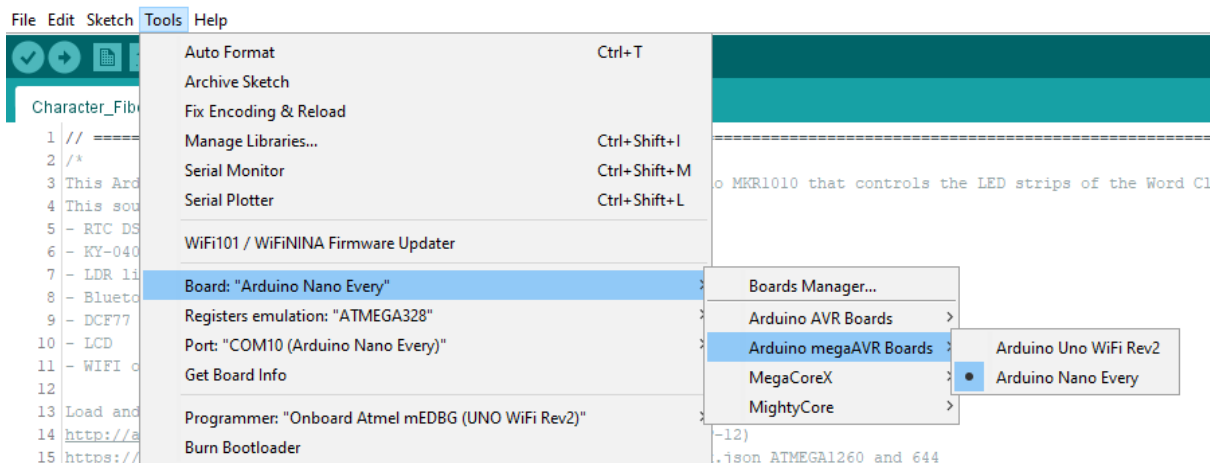 File Edit Sketch Tools Help
Auto Format Ctrl+T
Archive Sketch
Character_Fib
Fix Encoding & Reload
1 // =====
Manage Libraries... Ctrl+Shift+I
2 /*
Serial Monitor Ctrl+Shift+M
3 This Ard o MKR1010 that controls the LED strips of the Word Cl
Serial Plotter Ctrl+Shift+L
4 This sou
5 - RTC DS
WiFi101 / WiFiNINA Firmware Updater
6 - KY-040
7 - LDR li
Board: "Arduino Nano Every" > Boards Manager...
8 - Blueto
Registers emulation: "ATMEGA328" > Arduino AVR Boards >
9 - DCF77
Port: "COM10 (Arduino Nano Every)" > Arduino megaAVR Boards > Arduino Uno WiFi Rev2
10 - LCD
11 - WIFI o
Get Board Info MegaCoreX > ● Arduino Nano Every
12
MightyCore >
13 Load and
Programmer: "Onboard Atmel mEDBG (UNO WiFi Rev2)" >
14 http://a -12)
Burn Bootloader
15 https:// .json ATMEGA1260 and 644